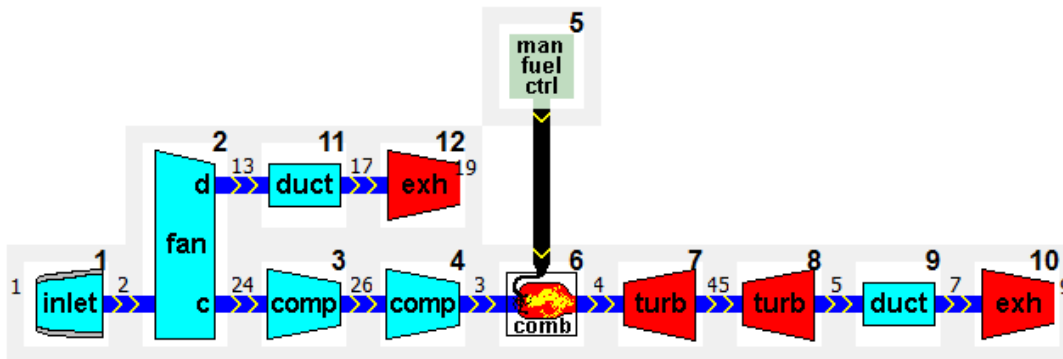 5
man
fuel
ctrl
2 11 12
13 17 19
d duct exh
fan
1 3 4 6 7 8 9 10
1 2 24 26 3 4 45 5 7 9
inlet c comp comp comb turb turb duct exh